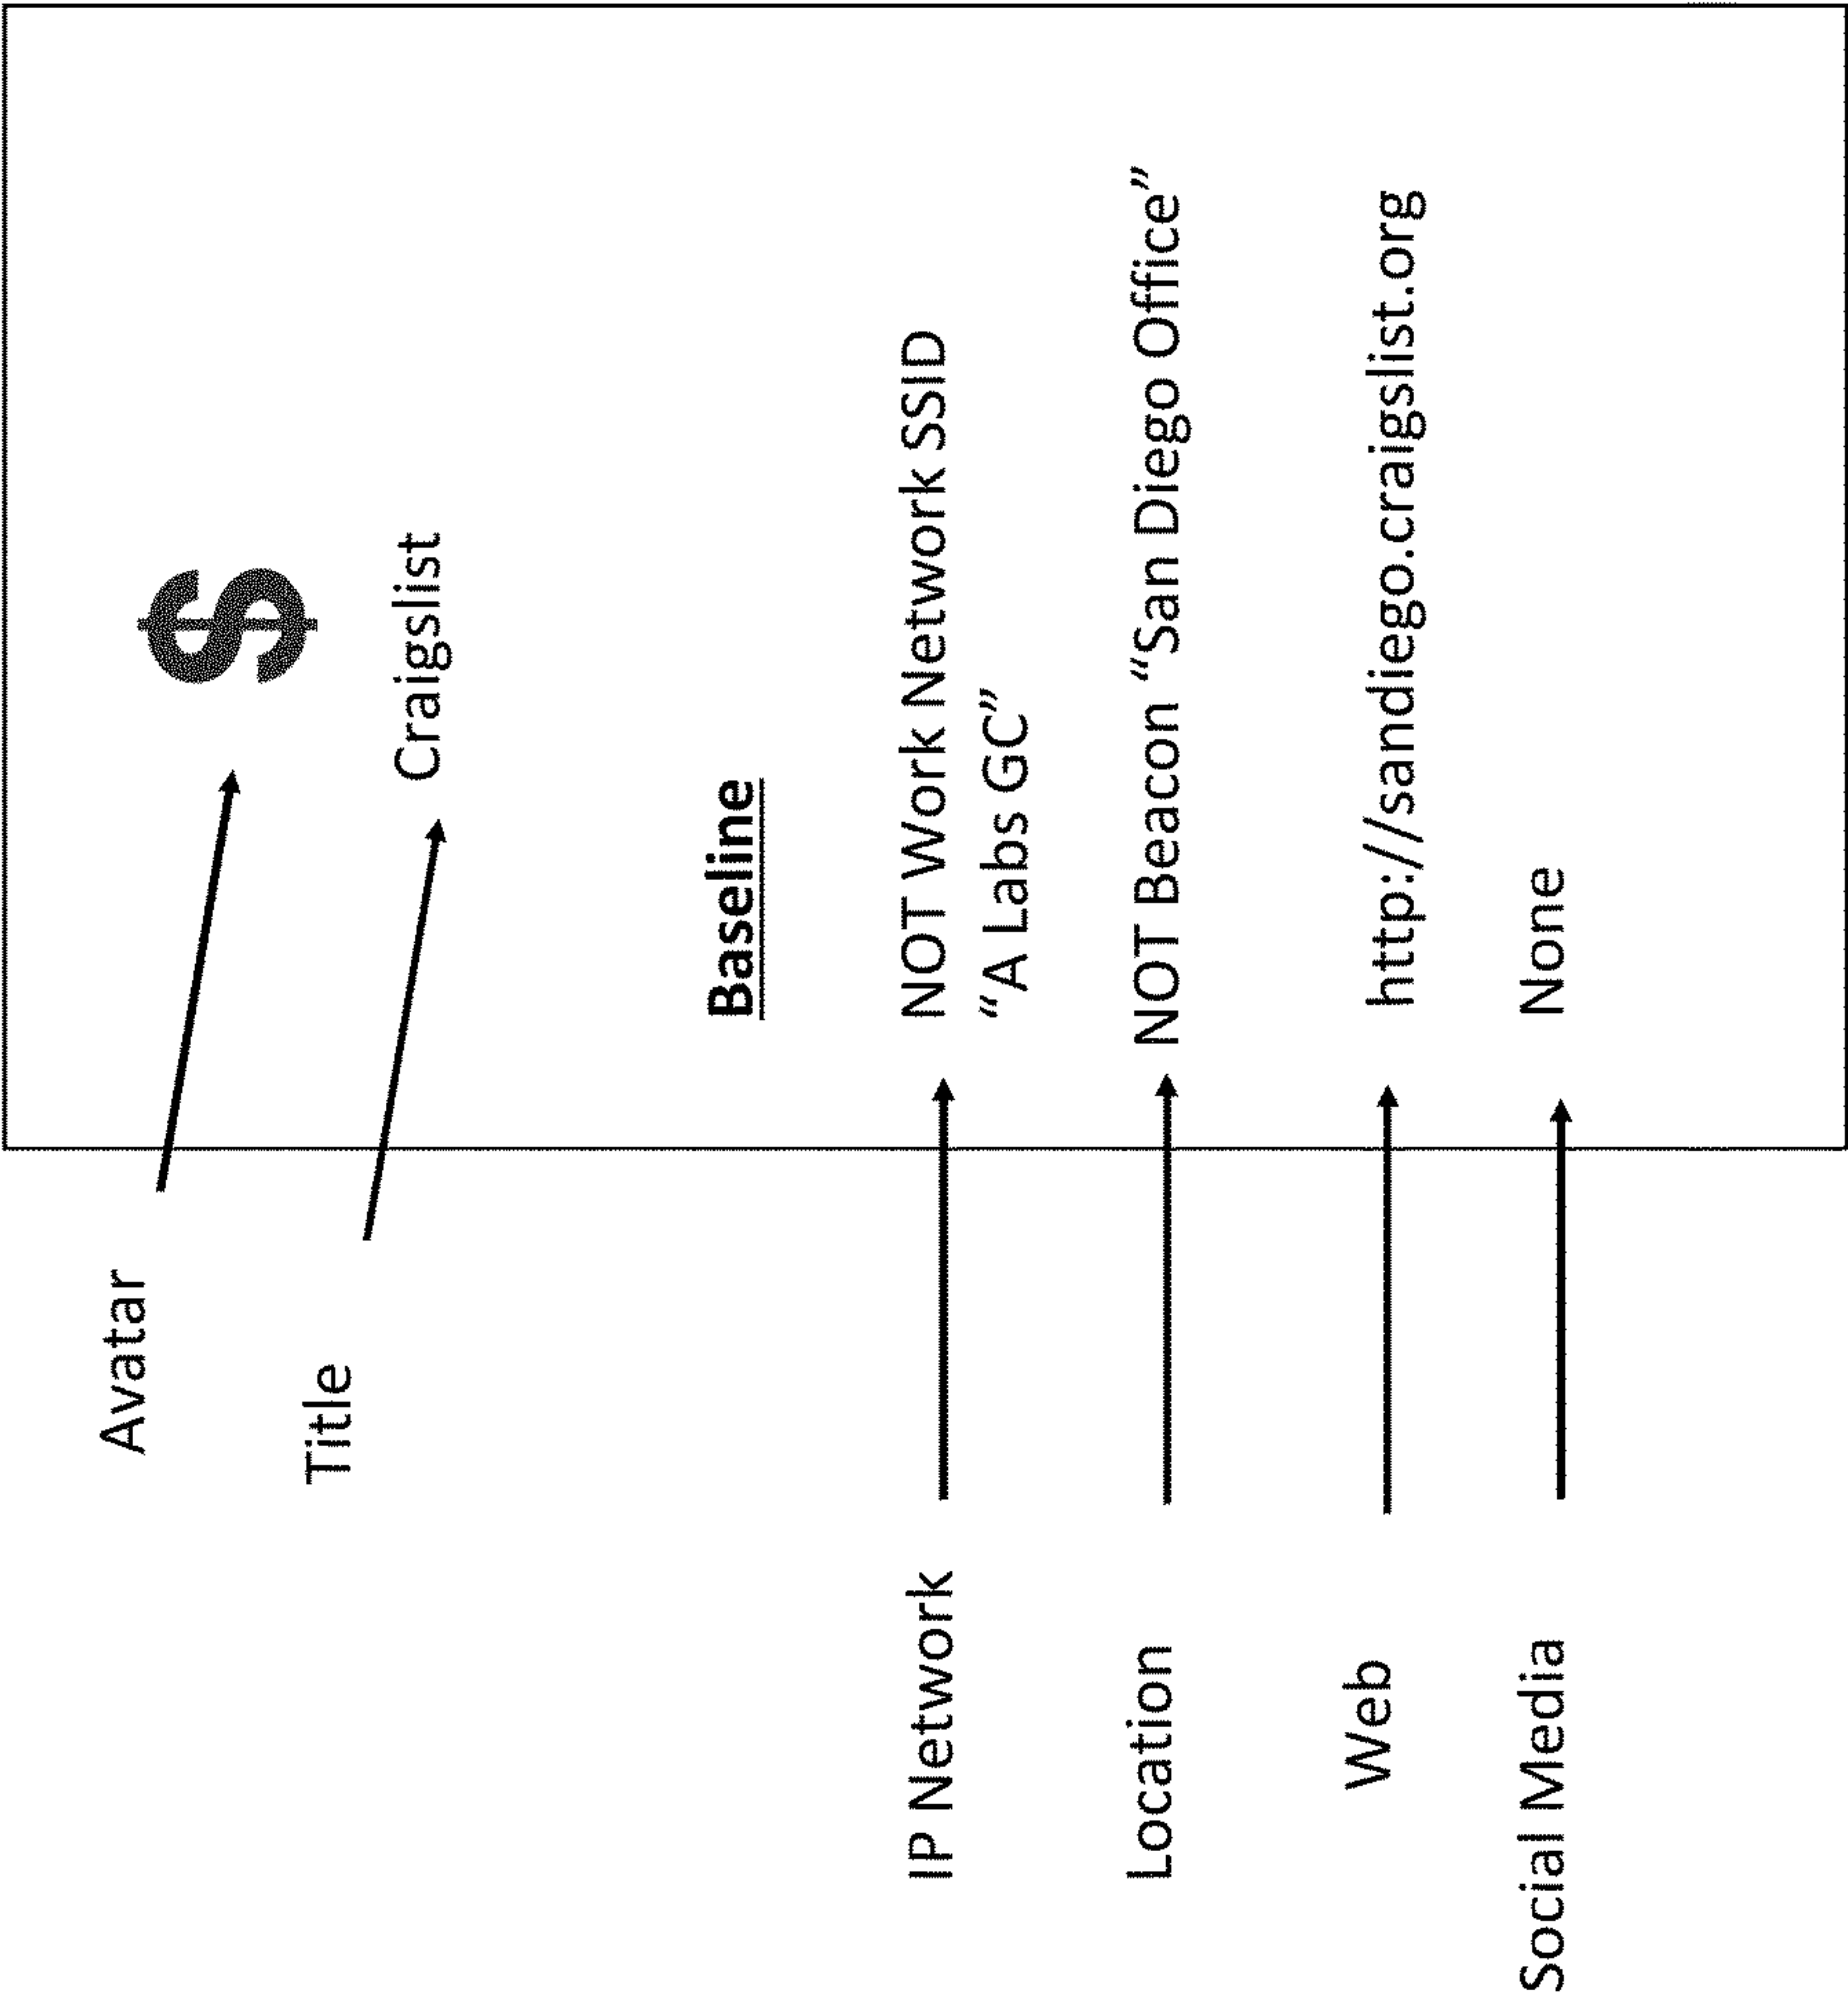 Avatar
$
Title
Craigslist
Baseline
IP Network
NOT Work Network SSID
“A Labs GC”
Location
NOT Beacon “San Diego Office”
Web
http://sandiego.craigslist.org
Social Media
None